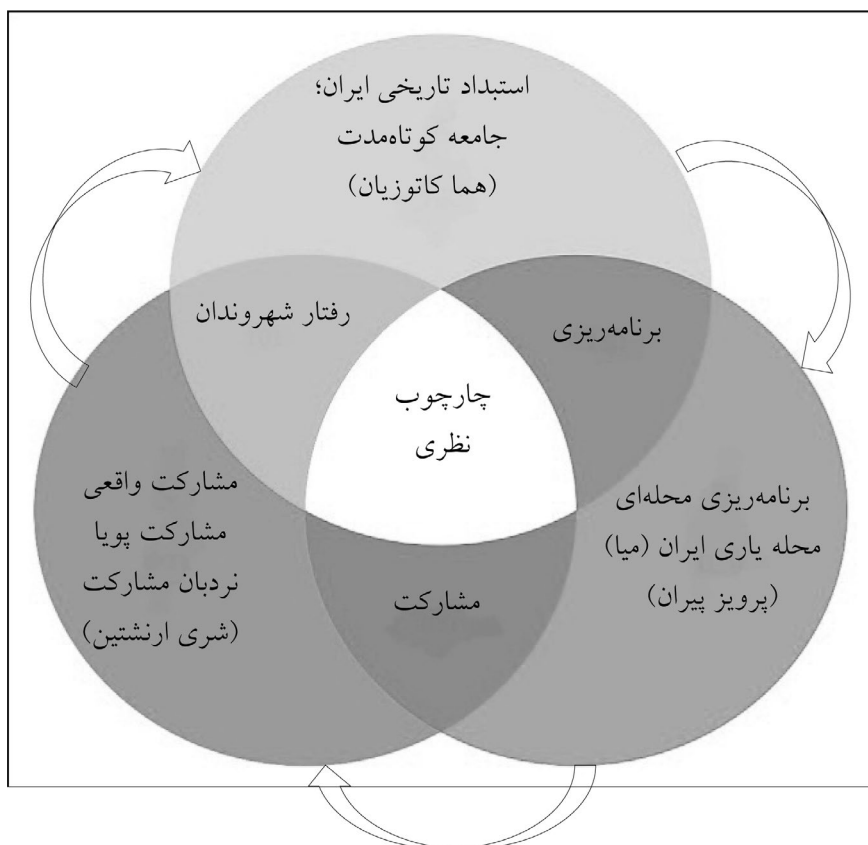 استبداد تاریخی ایران؛
جامعه کوتاه‌مدت
(هما کاتوزیان)
برنامه‌ریزی
رفتار شهروندان
چارچوب
نظری
برنامه‌ریزی محله‌ای
محله یاری ایران (میا)
(پرویز پیران)
مشارکت واقعی
مشارکت پویا
نردبان مشارکت
(شری ارنشتین)
مشارکت